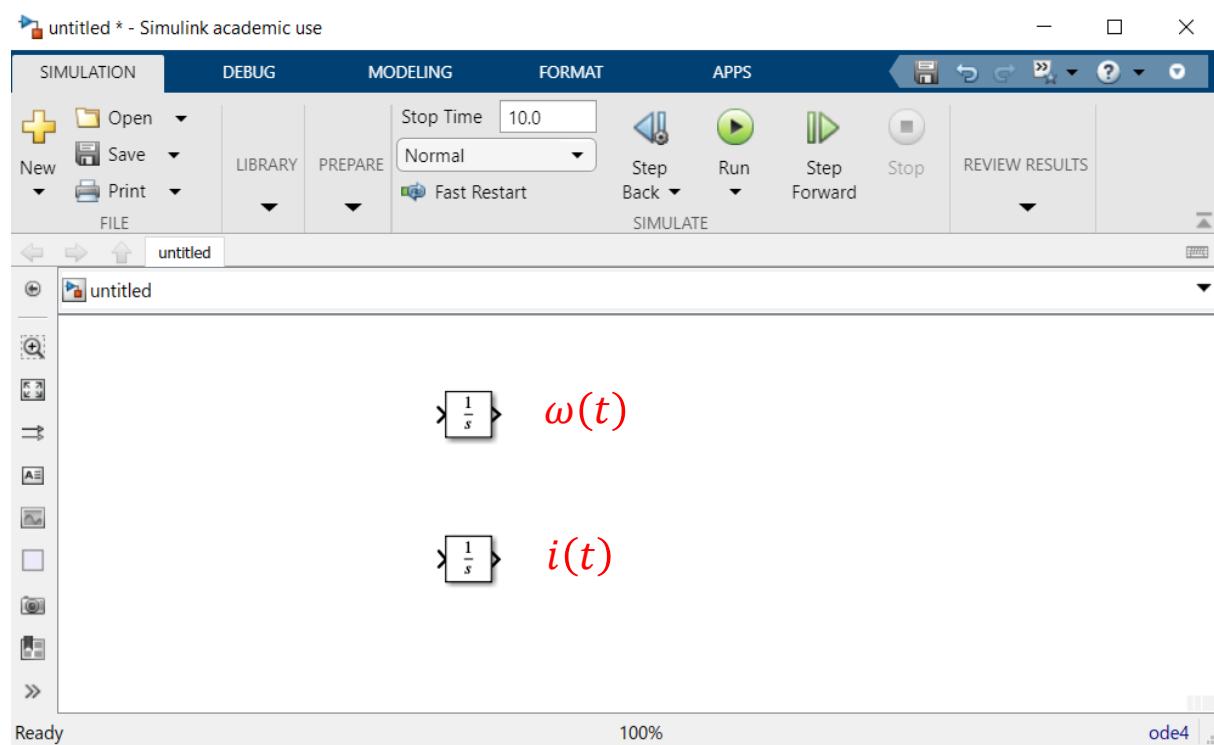 untitled * - Simulink academic use
SIMULATION DEBUG MODELING FORMAT APPS
New
Open
Save
Print
FILE
LIBRARY
PREPARE
Stop Time 10.0
Normal
Fast Restart
Step Back
Run
Step Forward
Stop
SIMULATE
REVIEW RESULTS
untitled
untitled
1
s
ω(t)
1
s
i(t)
Ready 100% ode4